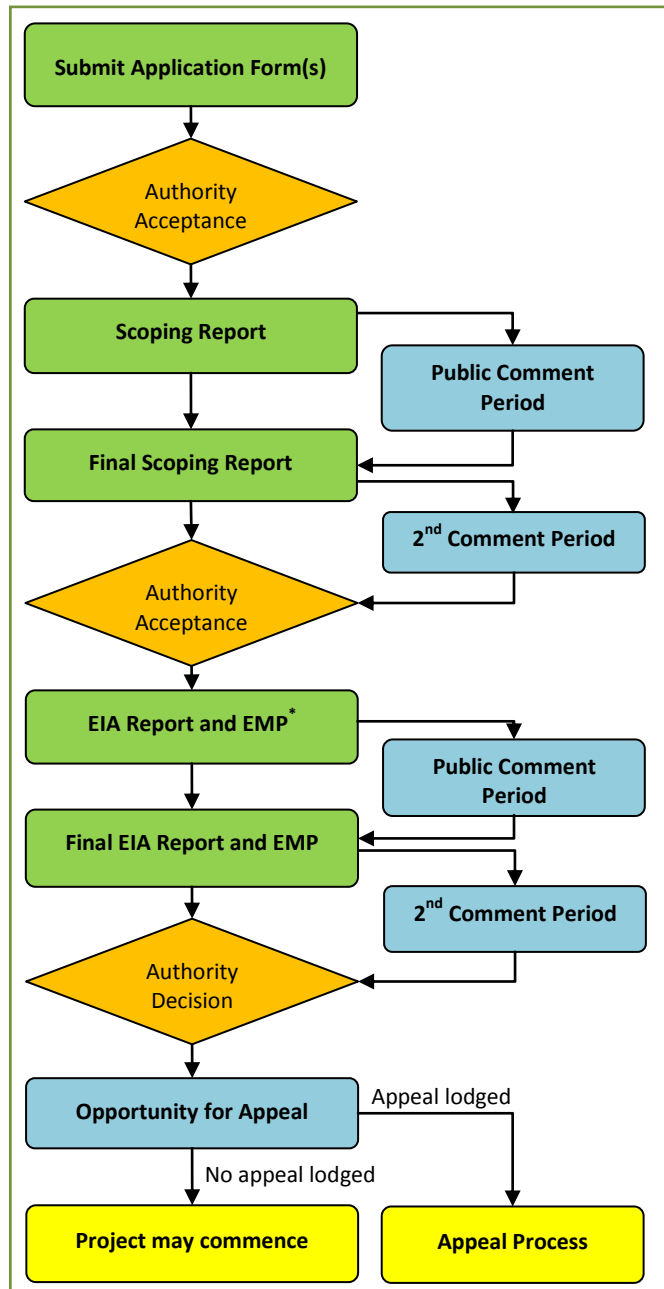 Submit Application Form(s)
Authority
Acceptance
Scoping Report
Public Comment
Period
Final Scoping Report
2nd Comment Period
Authority
Acceptance
EIA Report and EMP*
Public Comment
Period
Final EIA Report and EMP
2nd Comment Period
Authority
Decision
Opportunity for Appeal
Appeal lodged
No appeal lodged
Project may commence
Appeal Process